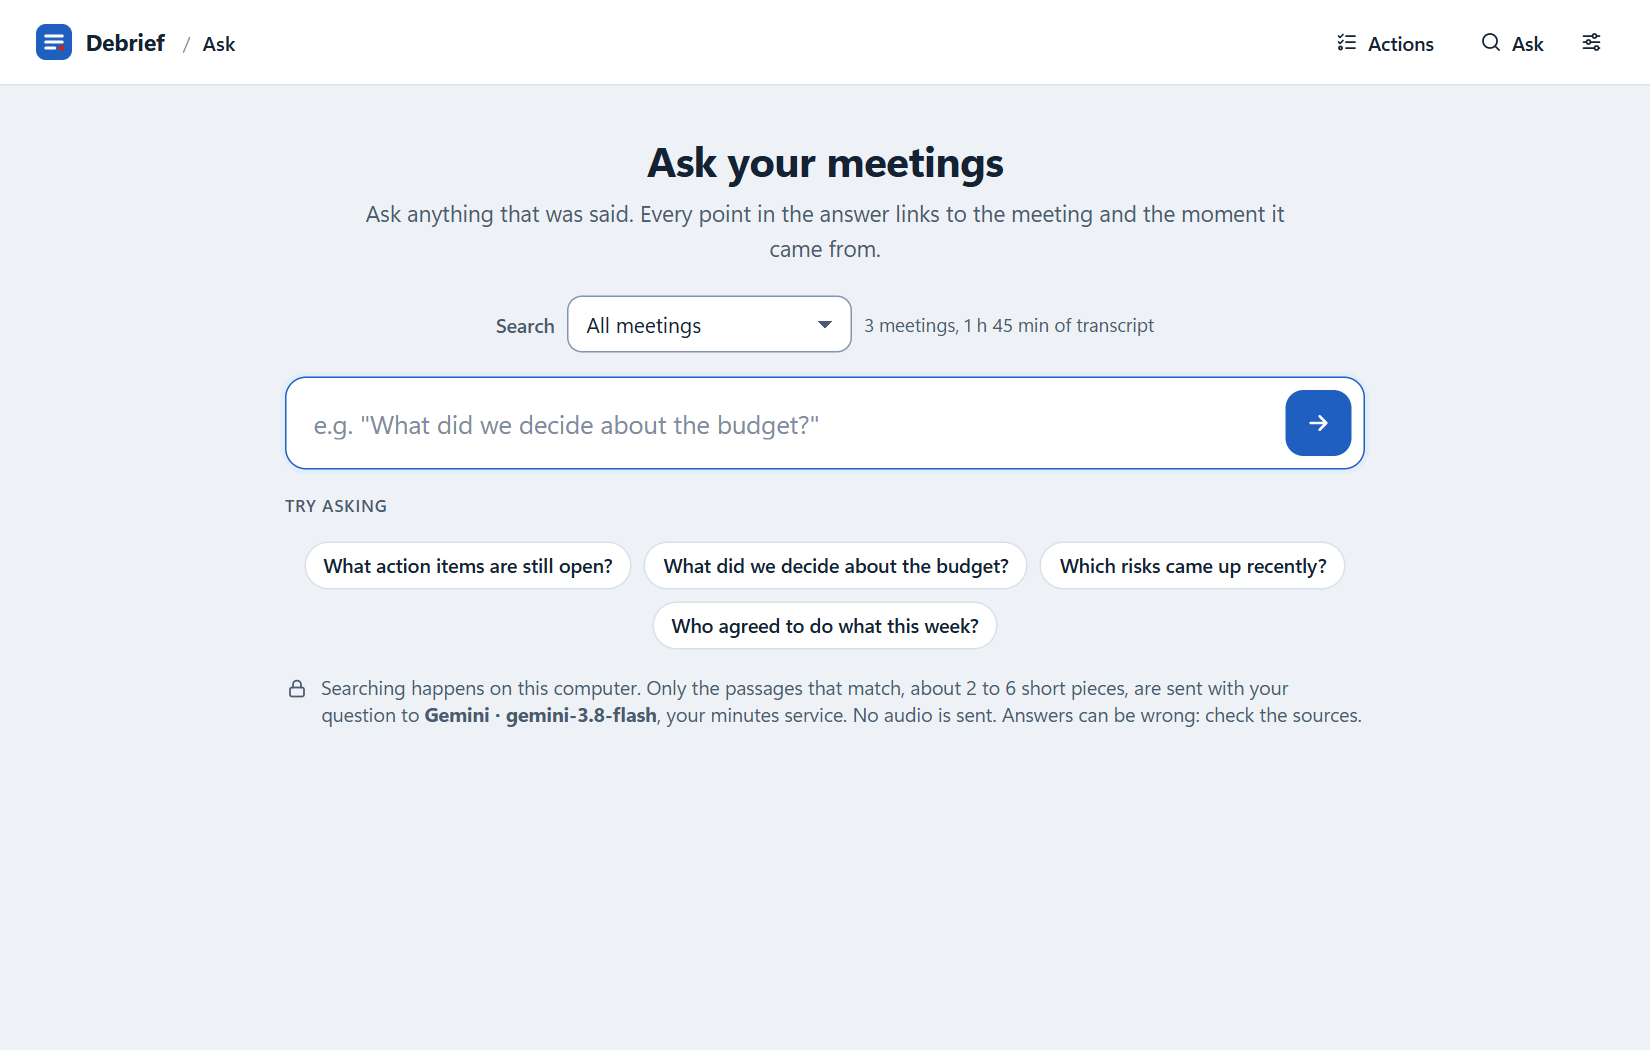 Debrief / Ask
Actions
Ask
Ask your meetings
Ask anything that was said. Every point in the answer links to the meeting and the moment it
came from.
Search
All meetings
3 meetings, 1 h 45 min of transcript
e.g. "What did we decide about the budget?"
TRY ASKING
What action items are still open?
What did we decide about the budget?
Which risks came up recently?
Who agreed to do what this week?
Searching happens on this computer. Only the passages that match, about 2 to 6 short pieces, are sent with your
question to Gemini · gemini-3.8-flash, your minutes service. No audio is sent. Answers can be wrong: check the sources.